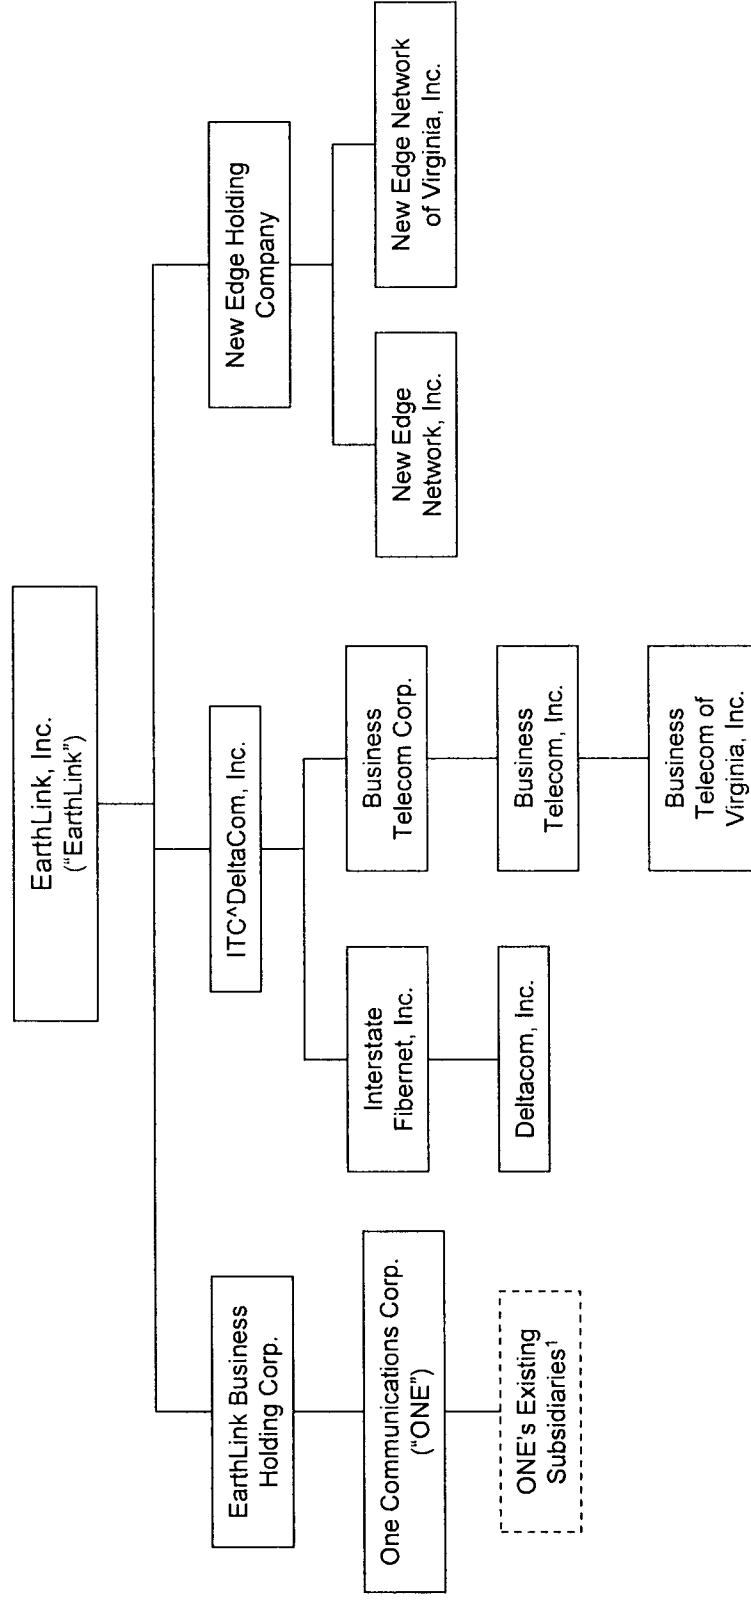 EarthLink, Inc.
(“EarthLink”)
EarthLink Business
Holding Corp.
ITC^DeltaCom, Inc.
New Edge Holding
Company
One Communications Corp.
(“ONE”)
Interstate
Fibernet, Inc.
Business
Telecom Corp.
New Edge
Network, Inc.
New Edge Network
of Virginia, Inc.
ONE’s Existing
Subsidiaries¹
Deltacom, Inc.
Business
Telecom, Inc.
Business
Telecom of
Virginia, Inc.